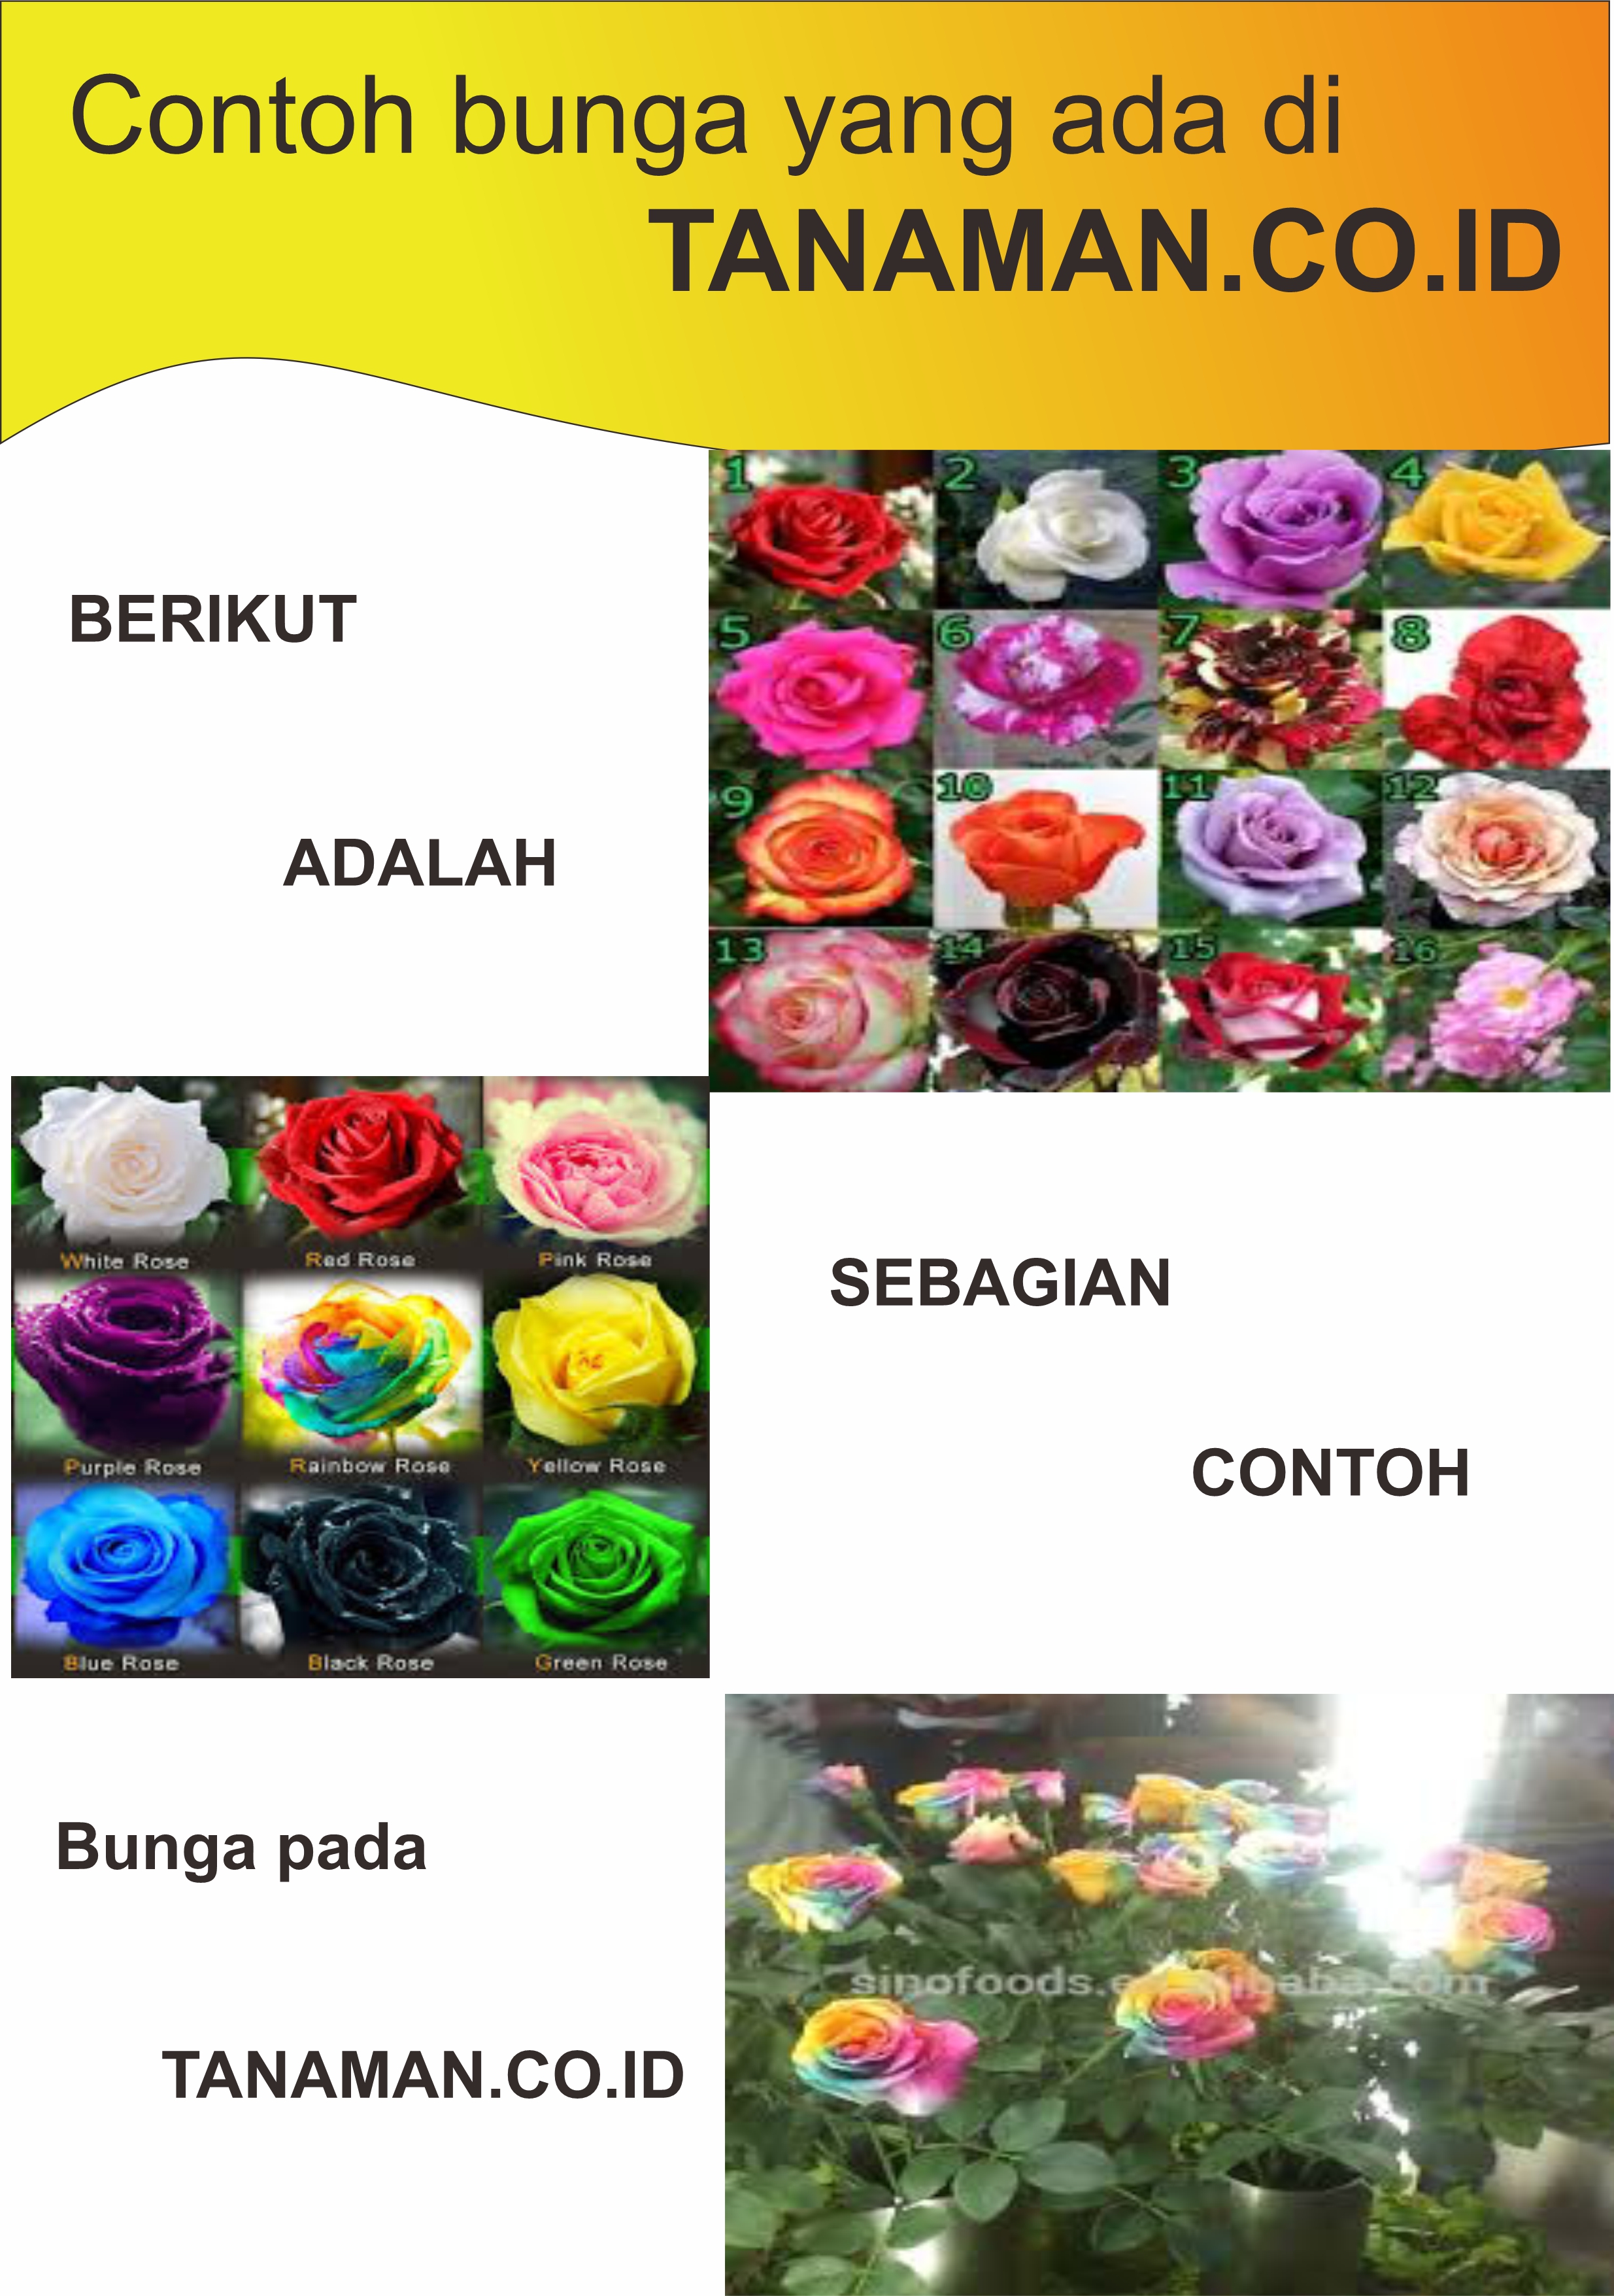 Contoh bunga yang ada di
TANAMAN.CO.ID
BERIKUT
ADALAH
1 2 3 4
5 6 7 8
9 10 11 12
13 14 15 16
White Rose Red Rose Pink Rose
Purple Rose Rainbow Rose Yellow Rose
Blue Rose Black Rose Green Rose
SEBAGIAN
CONTOH
Bunga pada
TANAMAN.CO.ID
sinofoods.